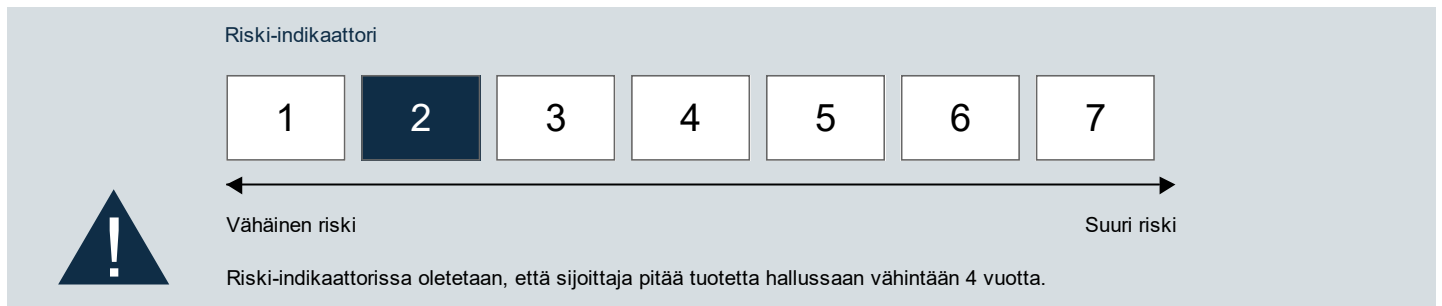 Riski-indikaattori
1 2 3 4 5 6 7
Vähäinen riski Suuri riski
!
Riski-indikaattorissa oletetaan, että sijoittaja pitää tuotetta hallussaan vähintään 4 vuotta.